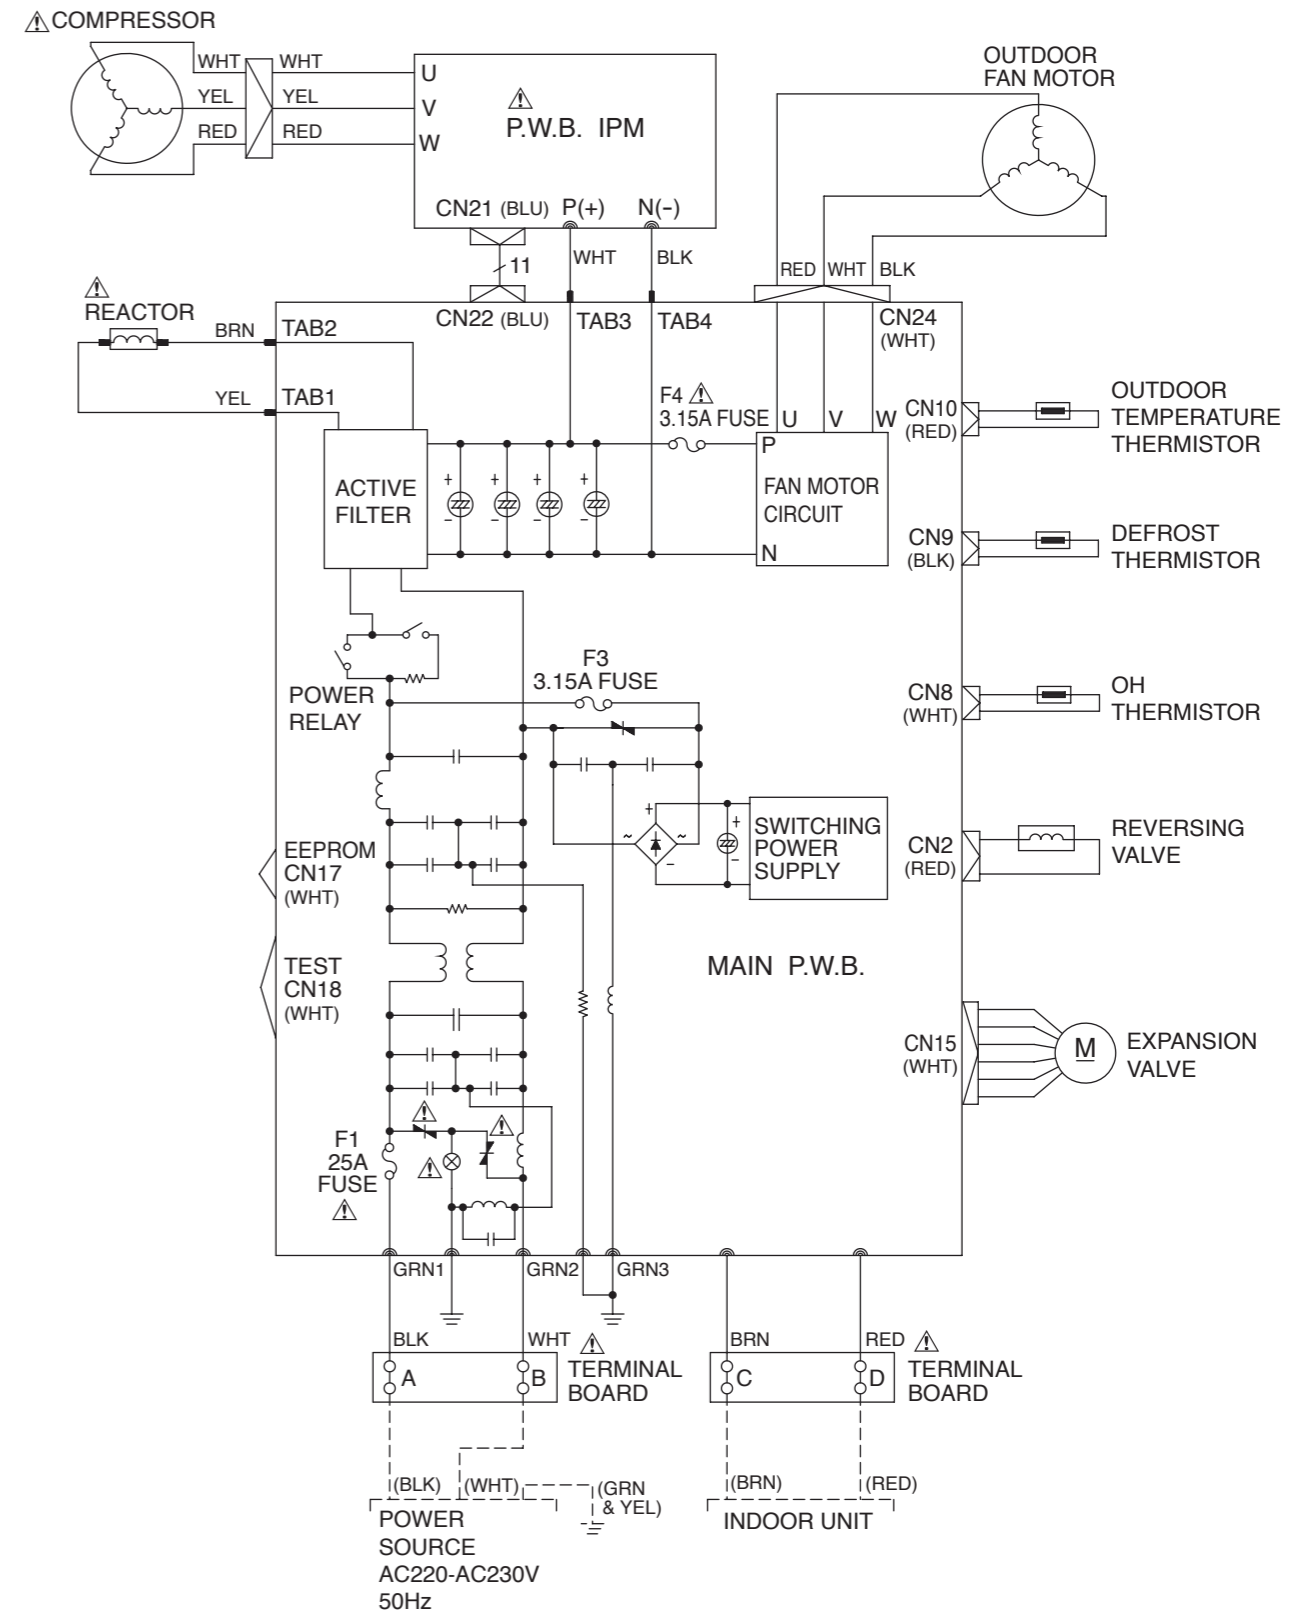 COMPRESSOR
WHT WHT
YEL YEL
RED RED
U
V
W
P.W.B. IPM
CN21 (BLU) P(+) N(-)
11
WHT BLK
OUTDOOR
FAN MOTOR
RED WHT BLK
REACTOR
BRN TAB2
YEL TAB1
CN22 (BLU) TAB3 TAB4
CN24
(WHT)
F4
3.15A FUSE
U V W
P
FAN MOTOR
CIRCUIT
N
ACTIVE
FILTER
+ + + +
- - - -
CN10
(RED)
OUTDOOR
TEMPERATURE
THERMISTOR
CN9
(BLK)
DEFROST
THERMISTOR
POWER
RELAY
F3
3.15A FUSE
CN8
(WHT)
OH
THERMISTOR
+
~ ~
-
+
-
SWITCHING
POWER
SUPPLY
CN2
(RED)
REVERSING
VALVE
EEPROM
CN17
(WHT)
TEST
CN18
(WHT)
MAIN P.W.B.
CN15
(WHT)
M
EXPANSION
VALVE
F1
25A
FUSE
GRN1 GRN2 GRN3
BLK WHT
A B
TERMINAL
BOARD
BRN RED
C D
TERMINAL
BOARD
(BLK) (WHT) (GRN
& YEL)
(BRN) (RED)
POWER
SOURCE
AC220-AC230V
50Hz
INDOOR UNIT